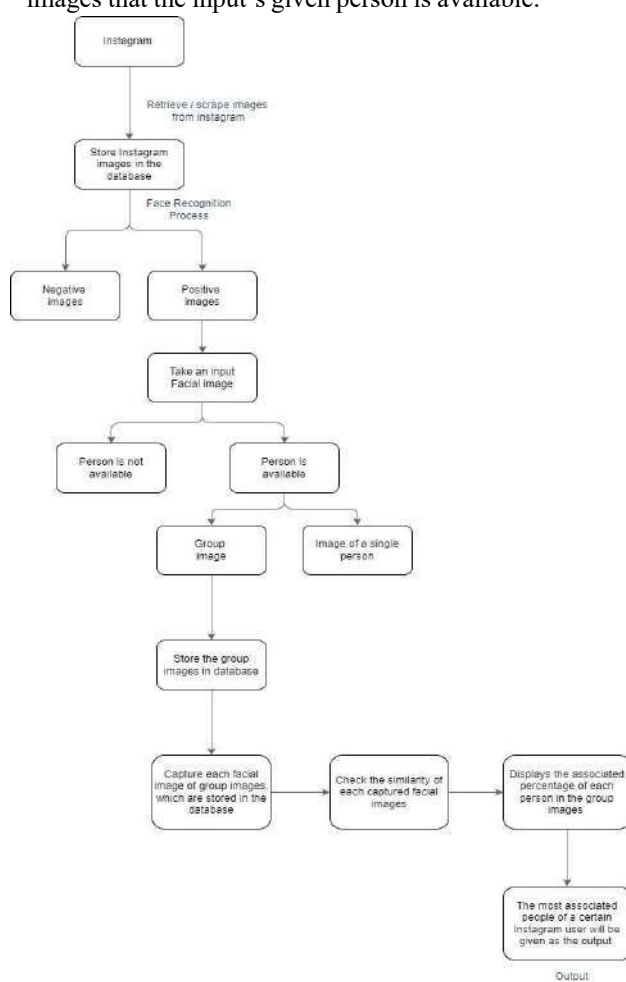 images that the input's given person is available.
Instagram
Retrieve / scrape images
from instagram
Store Instagram
images in the
database
Face Recognition
Process
Negative
images
Positive
images
Take an input
Facial image
Person is not
available
Person is
available
Group
image
Image of a single
person
Store the group
images in database
Capture each facial
image of group images,
which are stored in the
database
Check the similarity of
each captured facial
images
Displays the associated
percentage of each
person in the group
images
The most associated
people of a certain
Instagram user will be
given as the output
Output